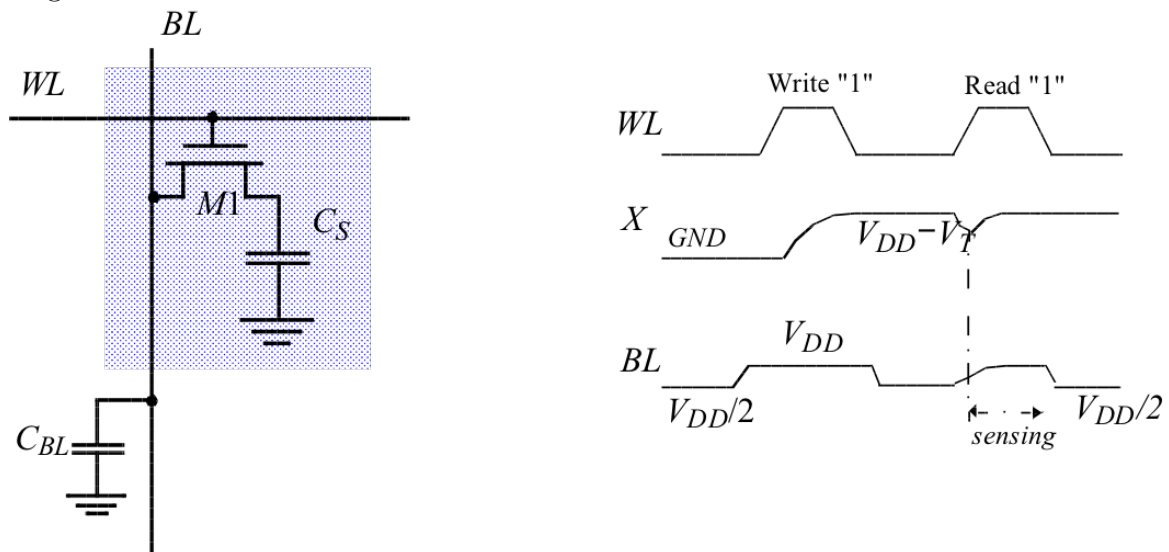 BL
WL
M1
C_S
C_BL
Write "1" Read "1"
WL
X
GND
V_DD−V_T
BL
V_DD
V_DD/2
V_DD/2
sensing